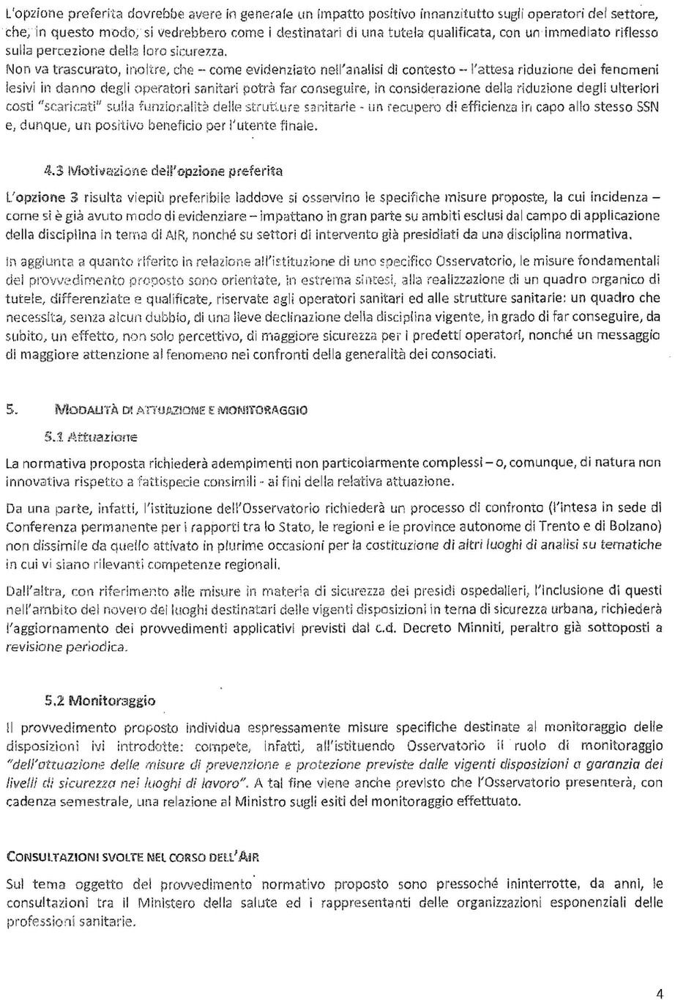 L'opzione preferita dovrebbe avere in generale un impatto positivo innanzitutto sugli operatori del settore,
che, in questo modo, si vedrebbero come i destinatari di una tutela qualificata, con un immediato riflesso
sulla percezione della loro sicurezza.
Non va trascurato, inoltre, che – come evidenziato nell'analisi di contesto – l'attesa riduzione dei fenomeni
lesivi in danno degli operatori sanitari potrà far conseguire, in considerazione della riduzione degli ulteriori
costi "scaricati" sulla funzionalità delle strutture sanitarie - un recupero di efficienza in capo allo stesso SSN
e, dunque, un positivo beneficio per l'utente finale.
4.3 Motivazione dell'opzione preferita
L'opzione 3 risulta viepiù preferibile laddove si osservino le specifiche misure proposte, la cui incidenza –
come si è già avuto modo di evidenziare – impattano in gran parte su ambiti esclusi dal campo di applicazione
della disciplina in tema di AIR, nonché su settori di intervento già presidiati da una disciplina normativa.
In aggiunta a quanto riferito in relazione all'istituzione di uno specifico Osservatorio, le misure fondamentali
del provvedimento proposto sono orientate, in estrema sintesi, alla realizzazione di un quadro organico di
tutele, differenziate e qualificate, riservate agli operatori sanitari ed alle strutture sanitarie: un quadro che
necessita, senza alcun dubbio, di una lieve declinazione della disciplina vigente, in grado di far conseguire, da
subito, un effetto, non solo percettivo, di maggiore sicurezza per i predetti operatori, nonché un messaggio
di maggiore attenzione al fenomeno nei confronti della generalità dei consociati.
5. MODALITÀ DI ATTUAZIONE E MONITORAGGIO
5.1 Attuazione
La normativa proposta richiederà adempimenti non particolarmente complessi – o, comunque, di natura non
innovativa rispetto a fattispecie consimili - ai fini della relativa attuazione.
Da una parte, infatti, l'istituzione dell'Osservatorio richiederà un processo di confronto (l'intesa in sede di
Conferenza permanente per i rapporti tra lo Stato, le regioni e le province autonome di Trento e di Bolzano)
non dissimile da quello attivato in plurime occasioni per la costituzione di altri luoghi di analisi su tematiche
in cui vi siano rilevanti competenze regionali.
Dall'altra, con riferimento alle misure in materia di sicurezza dei presidi ospedalieri, l'inclusione di questi
nell'ambito del novero dei luoghi destinatari delle vigenti disposizioni in tema di sicurezza urbana, richiederà
l'aggiornamento dei provvedimenti applicativi previsti dal c.d. Decreto Minniti, peraltro già sottoposti a
revisione periodica.
5.2 Monitoraggio
Il provvedimento proposto individua espressamente misure specifiche destinate al monitoraggio delle
disposizioni ivi introdotte: compete, infatti, all'istituendo Osservatorio il ruolo di monitoraggio
"dell'attuazione delle misure di prevenzione e protezione previste dalle vigenti disposizioni a garanzia dei
livelli di sicurezza nei luoghi di lavoro". A tal fine viene anche previsto che l'Osservatorio presenterà, con
cadenza semestrale, una relazione al Ministro sugli esiti del monitoraggio effettuato.
CONSULTAZIONI SVOLTE NEL CORSO DELL'AIR
Sul tema oggetto del provvedimento normativo proposto sono pressoché ininterrotte, da anni, le
consultazioni tra il Ministero della salute ed i rappresentanti delle organizzazioni esponenziali delle
professioni sanitarie.
4